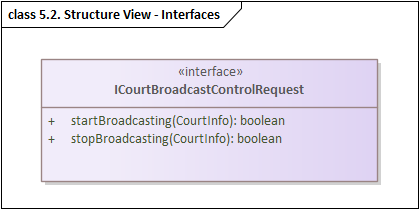 class 5.2. Structure View - Interfaces
«interface»
ICourtBroadcastControlRequest
+ startBroadcasting(CourtInfo): boolean
+ stopBroadcasting(CourtInfo): boolean